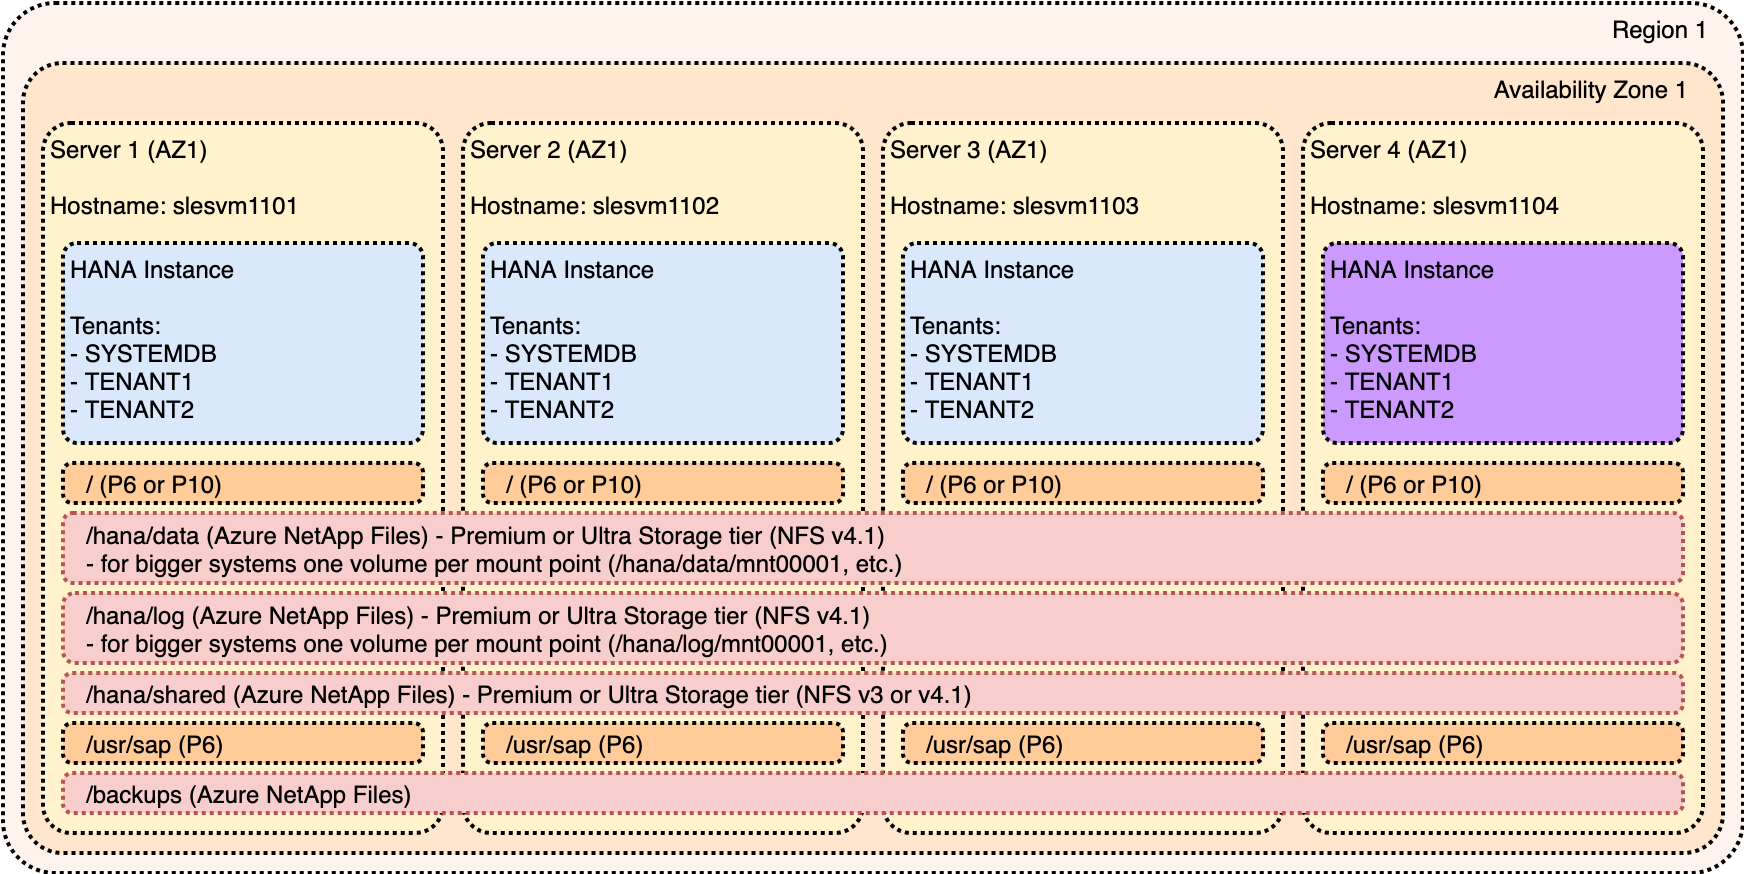 Region 1
Availability Zone 1
Server 1 (AZ1)
Hostname: slesvm1101
HANA Instance
Tenants:
- SYSTEMDB
- TENANT1
- TENANT2
/ (P6 or P10)
Server 2 (AZ1)
Hostname: slesvm1102
HANA Instance
Tenants:
- SYSTEMDB
- TENANT1
- TENANT2
/ (P6 or P10)
Server 3 (AZ1)
Hostname: slesvm1103
HANA Instance
Tenants:
- SYSTEMDB
- TENANT1
- TENANT2
/ (P6 or P10)
Server 4 (AZ1)
Hostname: slesvm1104
HANA Instance
Tenants:
- SYSTEMDB
- TENANT1
- TENANT2
/ (P6 or P10)
/hana/data (Azure NetApp Files) - Premium or Ultra Storage tier (NFS v4.1)
- for bigger systems one volume per mount point (/hana/data/mnt00001, etc.)
/hana/log (Azure NetApp Files) - Premium or Ultra Storage tier (NFS v4.1)
- for bigger systems one volume per mount point (/hana/log/mnt00001, etc.)
/hana/shared (Azure NetApp Files) - Premium or Ultra Storage tier (NFS v3 or v4.1)
/usr/sap (P6)
/usr/sap (P6)
/usr/sap (P6)
/usr/sap (P6)
/backups (Azure NetApp Files)